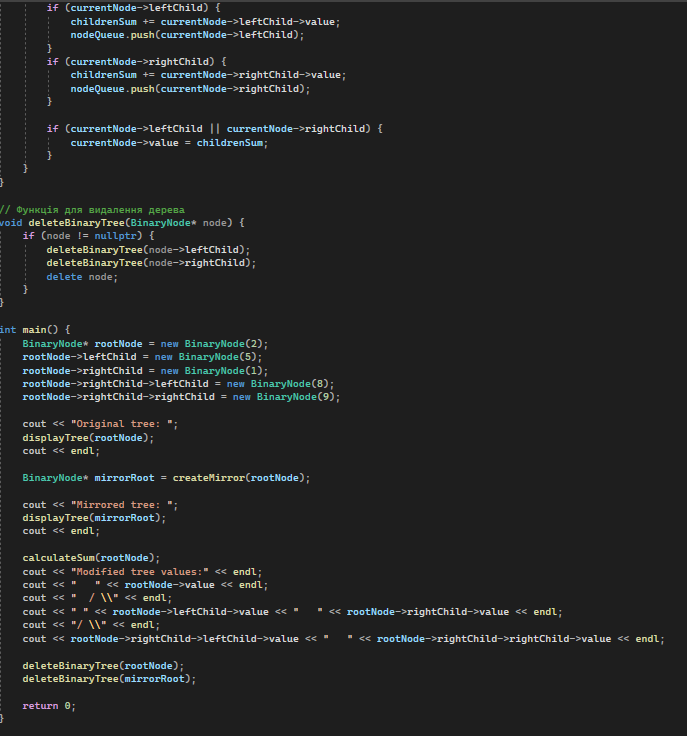 if (currentNode->leftChild) {
childrenSum += currentNode->leftChild->value;
nodeQueue.push(currentNode->leftChild);
}
if (currentNode->rightChild) {
childrenSum += currentNode->rightChild->value;
nodeQueue.push(currentNode->rightChild);
}
if (currentNode->leftChild || currentNode->rightChild) {
currentNode->value = childrenSum;
}
}
}
// Функція для видалення дерева
void deleteBinaryTree(BinaryNode* node) {
if (node != nullptr) {
deleteBinaryTree(node->leftChild);
deleteBinaryTree(node->rightChild);
delete node;
}
}
int main() {
BinaryNode* rootNode = new BinaryNode(2);
rootNode->leftChild = new BinaryNode(5);
rootNode->rightChild = new BinaryNode(1);
rootNode->rightChild->leftChild = new BinaryNode(8);
rootNode->rightChild->rightChild = new BinaryNode(9);
cout << "Original tree: ";
displayTree(rootNode);
cout << endl;
BinaryNode* mirrorRoot = createMirror(rootNode);
cout << "Mirrored tree: ";
displayTree(mirrorRoot);
cout << endl;
calculateSum(rootNode);
cout << "Modified tree values:" << endl;
cout << "   " << rootNode->value << endl;
cout << "  / \\" << endl;
cout << " " << rootNode->leftChild->value << "   " << rootNode->rightChild->value << endl;
cout << "/ \\" << endl;
cout << rootNode->rightChild->leftChild->value << "   " << rootNode->rightChild->rightChild->value << endl;
deleteBinaryTree(rootNode);
deleteBinaryTree(mirrorRoot);
return 0;
}